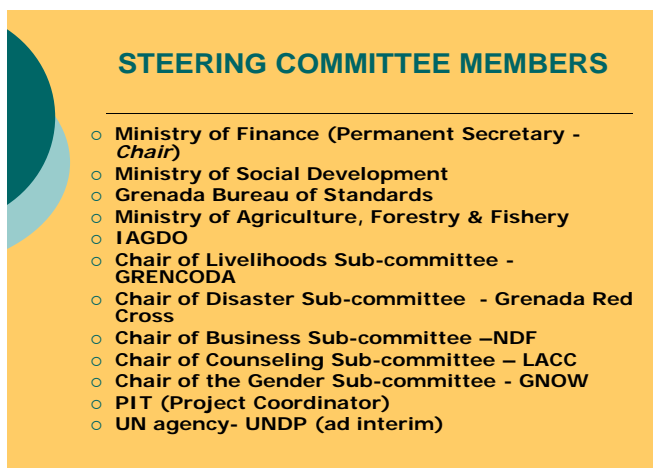 STEERING COMMITTEE MEMBERS
Ministry of Finance (Permanent Secretary -
Chair)
Ministry of Social Development
Grenada Bureau of Standards
Ministry of Agriculture, Forestry & Fishery
IAGDO
Chair of Livelihoods Sub-committee -
GRENCODA
Chair of Disaster Sub-committee - Grenada Red
Cross
Chair of Business Sub-committee –NDF
Chair of Counseling Sub-committee – LACC
Chair of the Gender Sub-committee - GNOW
PIT (Project Coordinator)
UN agency- UNDP (ad interim)